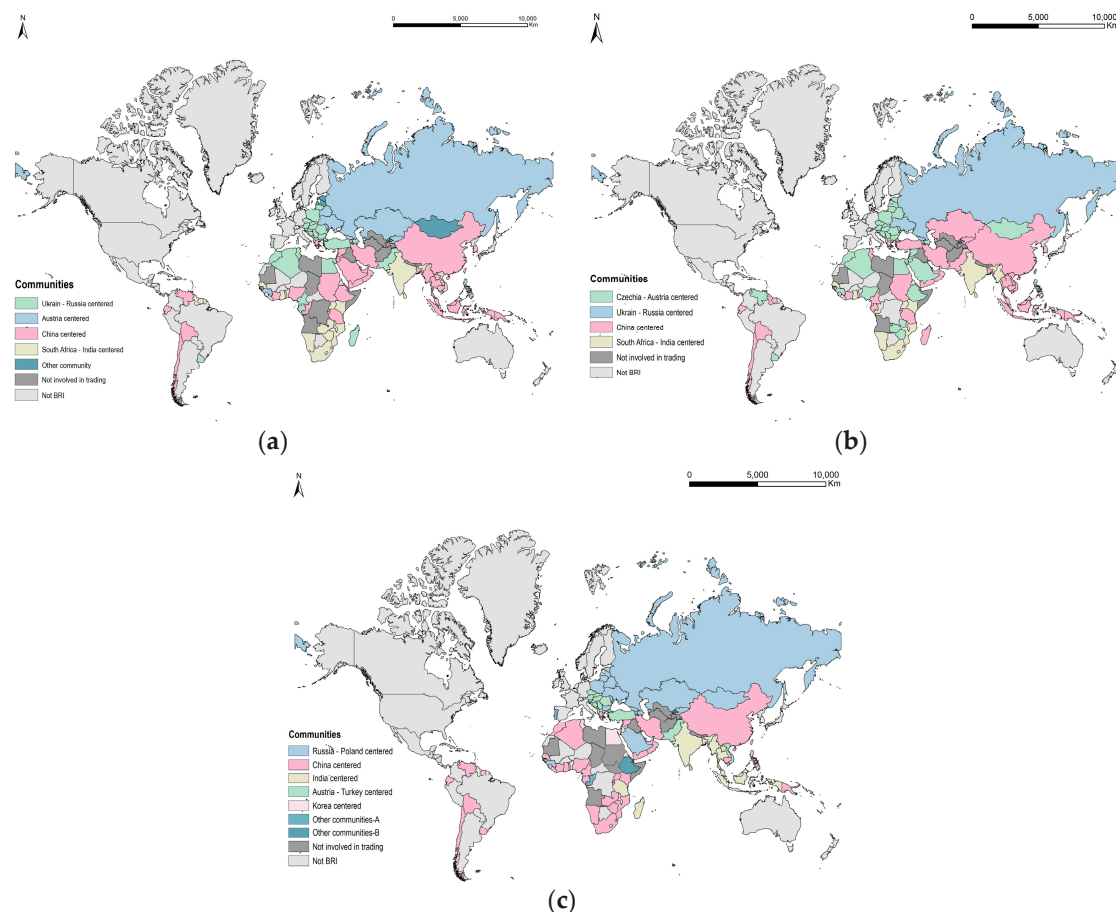 N
0 5,000 10,000
Km
Communities
Ukrain - Russia centered
Austria centered
China centered
South Africa - India centered
Other community
Not involved in trading
Not BRI
(a)
N
0 5,000 10,000
Km
Communities
Czechia - Austria centered
Ukrain - Russia centered
China centered
South Africa - India centered
Not involved in trading
Not BRI
(b)
N
0 5,000 10,000
Km
Communities
Russia - Poland centered
China centered
India centered
Austria - Turkey centered
Korea centered
Other communities-A
Other communities-B
Not involved in trading
Not BRI
(c)